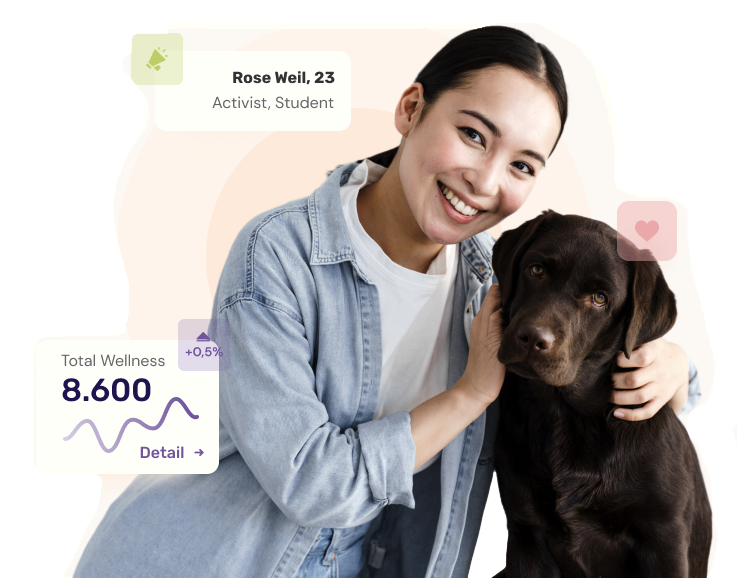 Rose Weil, 23
Activist, Student
+0,5%
Total Wellness
8.600
Detail →